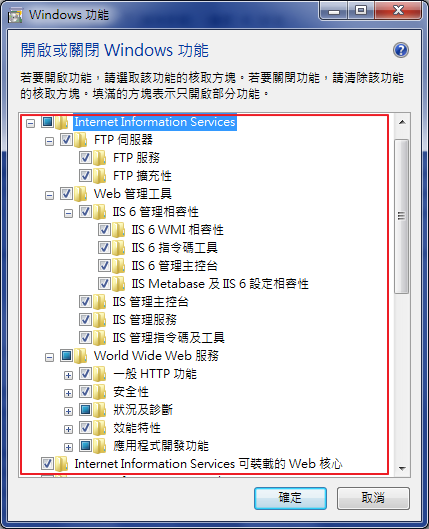 Windows 功能
開啟或關閉 Windows 功能
若要開啟功能，請選取該功能的核取方塊。若要關閉功能，請清除該功能
的核取方塊。填滿的方塊表示只開啟部分功能。
Internet Information Services
FTP 伺服器
FTP 服務
FTP 擴充性
Web 管理工具
IIS 6 管理相容性
IIS 6 WMI 相容性
IIS 6 指令碼工具
IIS 6 管理主控台
IIS Metabase 及 IIS 6 設定相容性
IIS 管理主控台
IIS 管理服務
IIS 管理指令碼及工具
World Wide Web 服務
一般 HTTP 功能
安全性
狀況及診斷
效能特性
應用程式開發功能
Internet Information Services 可裝載的 Web 核心
確定
取消